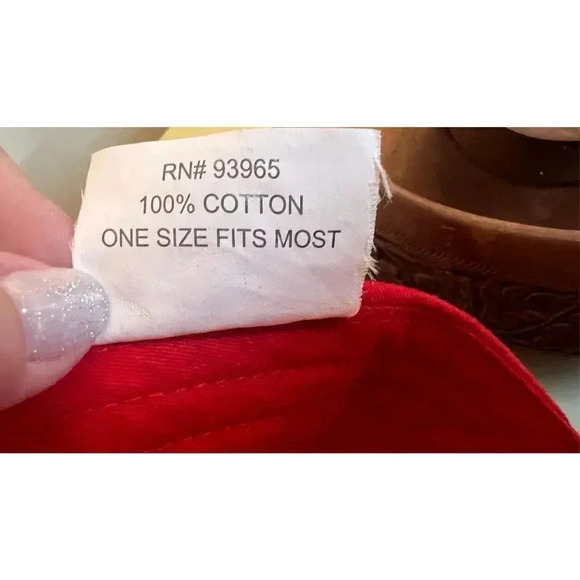 RN# 93965
100% COTTON
ONE SIZE FITS MOST